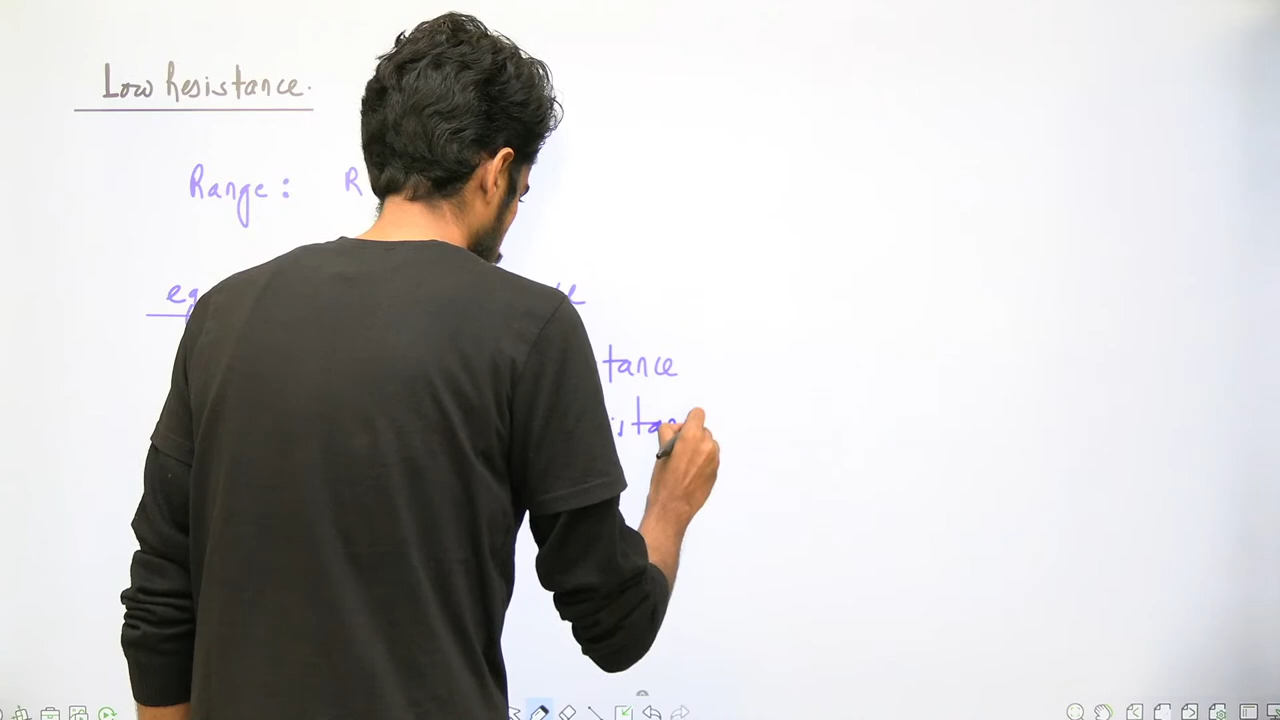 Low Resistance.
Range : R
eg
tance
istan